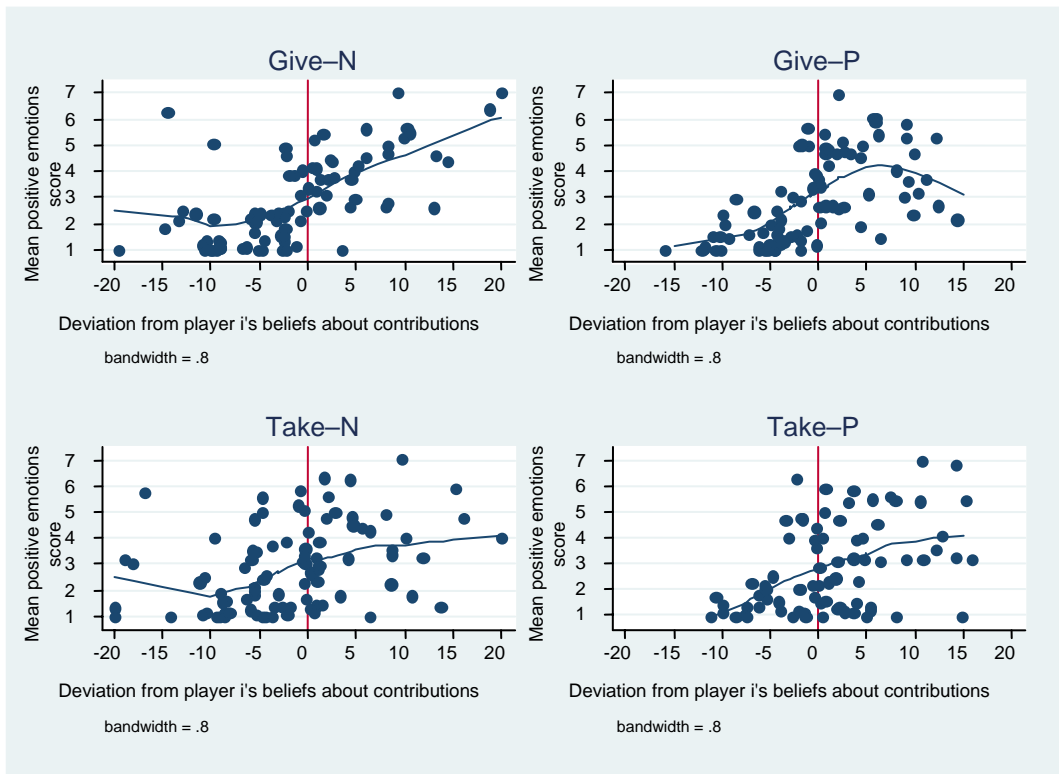 Give–N
Mean positive emotions
score
7
6
5
4
3
2
1
-20 -15 -10 -5 0 5 10 15 20
Deviation from player i's beliefs about contributions
bandwidth = .8
Give–P
Mean positive emotions
score
7
6
5
4
3
2
1
-20 -15 -10 -5 0 5 10 15 20
Deviation from player i's beliefs about contributions
bandwidth = .8
Take–N
Mean positive emotions
score
7
6
5
4
3
2
1
-20 -15 -10 -5 0 5 10 15 20
Deviation from player i's beliefs about contributions
bandwidth = .8
Take–P
Mean positive emotions
score
7
6
5
4
3
2
1
-20 -15 -10 -5 0 5 10 15 20
Deviation from player i's beliefs about contributions
bandwidth = .8